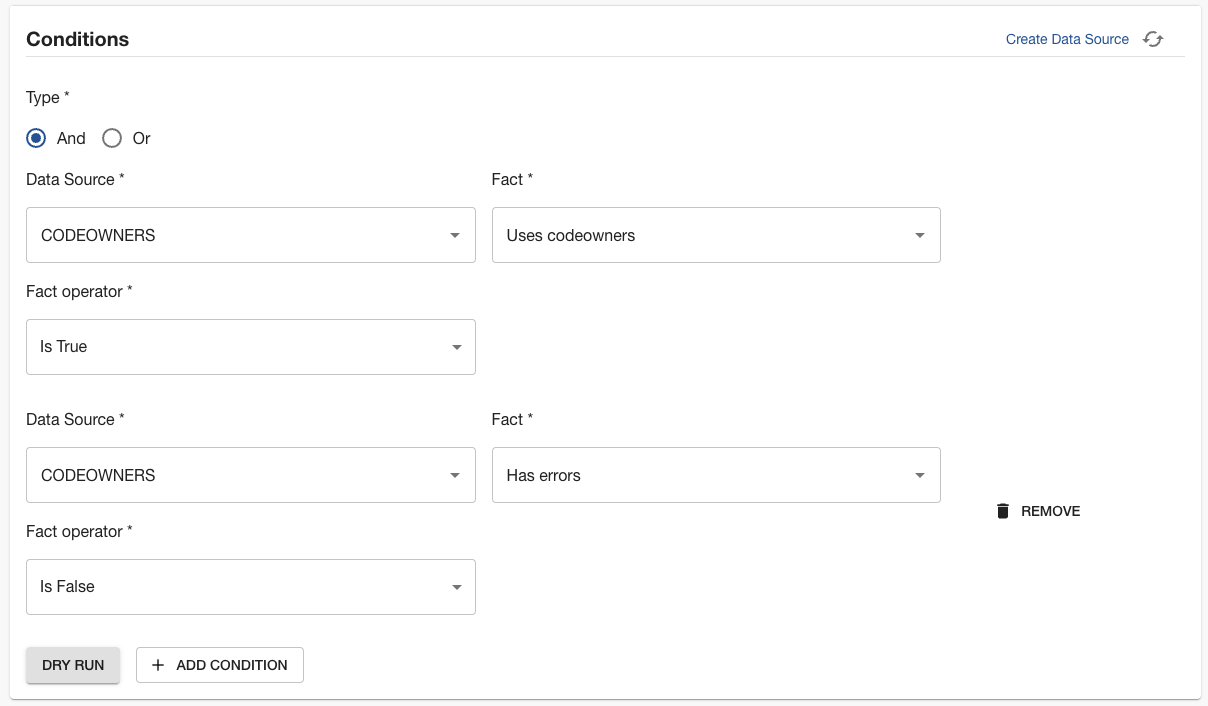 Conditions
Create Data Source
Type *
And
Or
Data Source *
Fact *
CODEOWNERS
Uses codeowners
Fact operator *
Is True
Data Source *
Fact *
CODEOWNERS
Has errors
REMOVE
Fact operator *
Is False
DRY RUN
ADD CONDITION